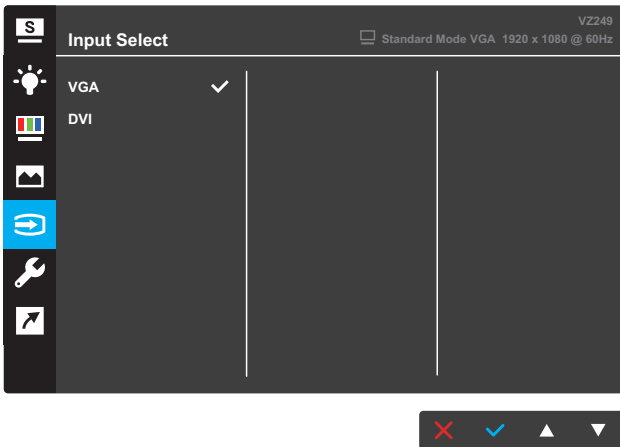 S
VZ249
Input Select
Standard Mode VGA 1920 x 1080 @ 60Hz
VGA
DVI